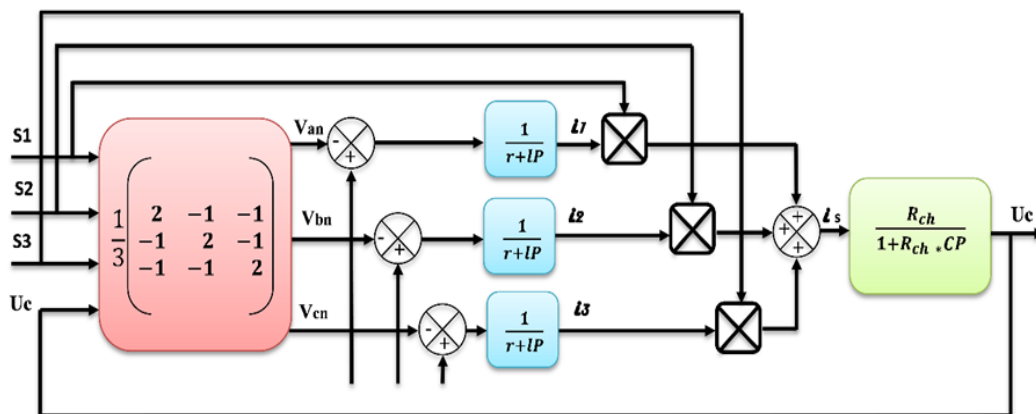 S1
S2
S3
Uc
1
3
2 -1 -1
-1 2 -1
-1 -1 2
Van
Vbn
Vcn
-
+
-
+
-
+
1
r+lP
1
r+lP
1
r+lP
i1
i2
i3
+
+
+
is
Rch
1+Rch *CP
Uc